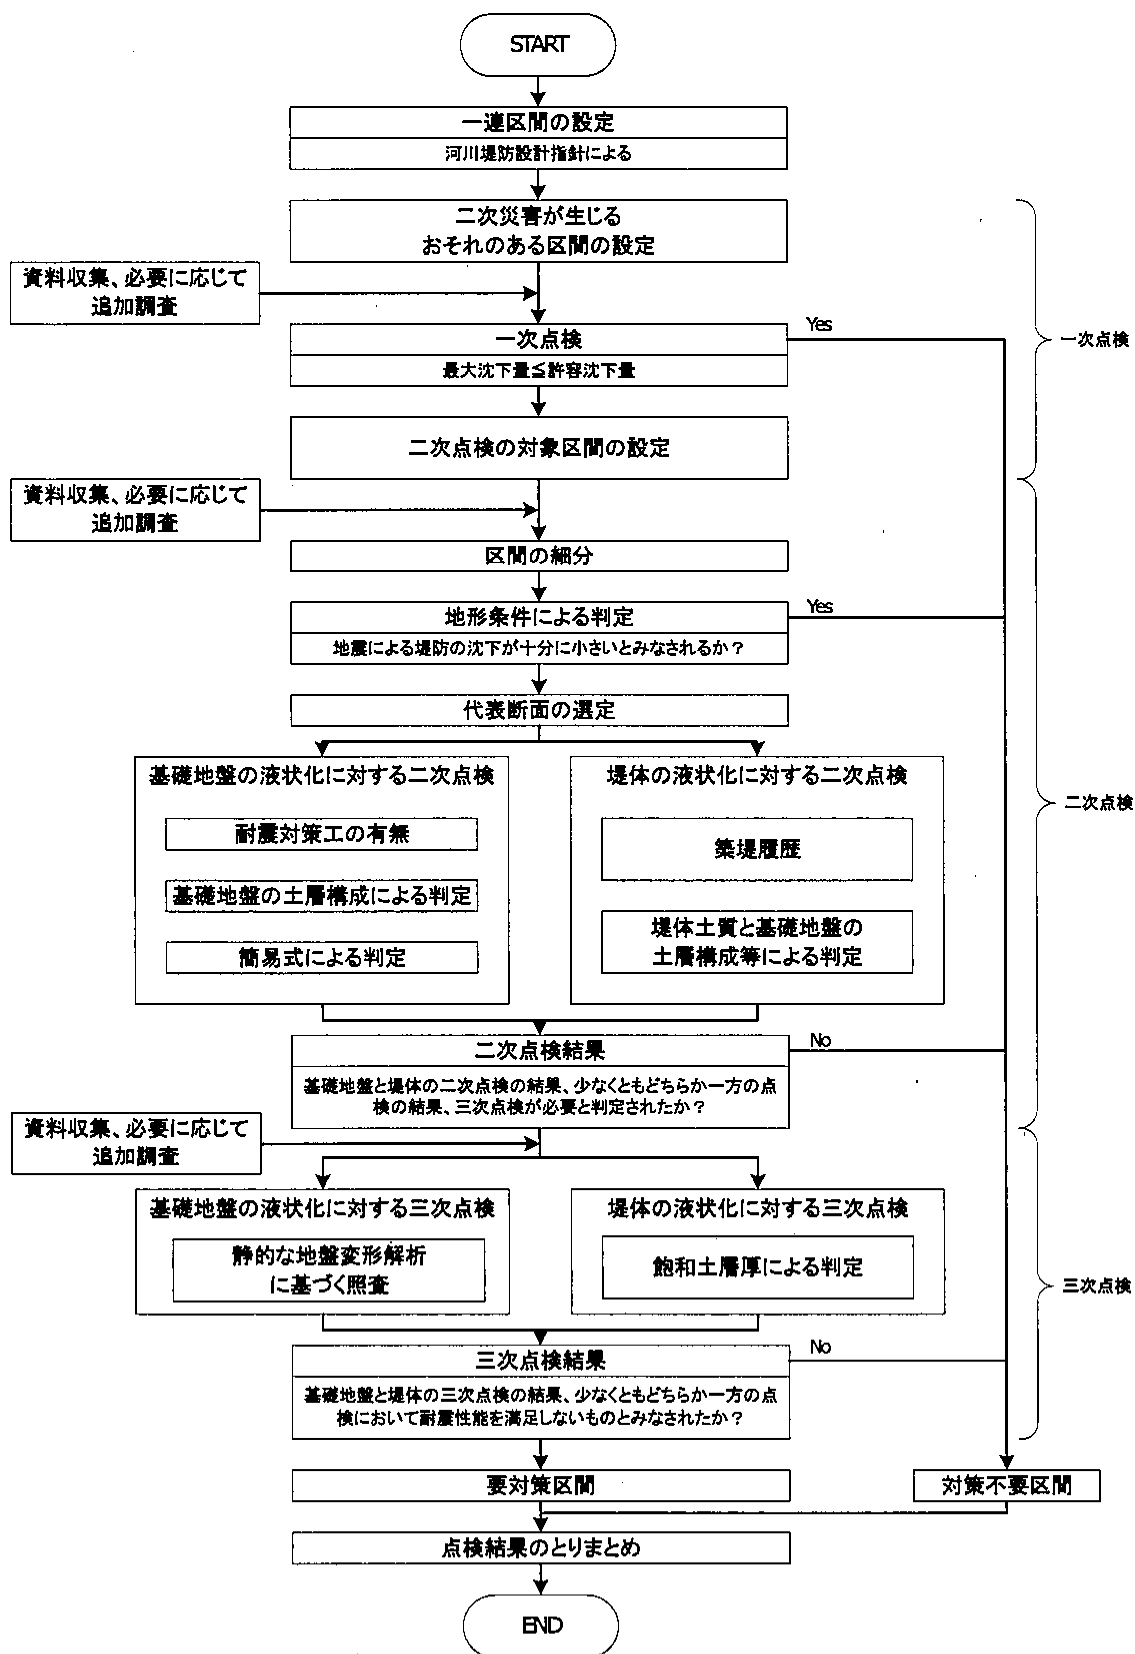 START
一連区間の設定
河川堤防設計指針による
二次災害が生じる
おそれのある区間の設定
資料収集、必要に応じて
追加調査
一次点検
最大沈下量≦許容沈下量
Yes
一次点検
二次点検の対象区間の設定
資料収集、必要に応じて
追加調査
区間の細分
地形条件による判定
地震による堤防の沈下が十分に小さいとみなされるか？
Yes
代表断面の選定
基礎地盤の液状化に対する二次点検
耐震対策工の有無
基礎地盤の土層構成による判定
簡易式による判定
堤体の液状化に対する二次点検
築堤履歴
堤体土質と基礎地盤の
土層構成等による判定
二次点検
二次点検結果
基礎地盤と堤体の二次点検の結果、少なくともどちらか一方の点
検の結果、三次点検が必要と判定されたか？
No
資料収集、必要に応じて
追加調査
基礎地盤の液状化に対する三次点検
静的な地盤変形解析
に基づく照査
堤体の液状化に対する三次点検
飽和土層厚による判定
三次点検
三次点検結果
基礎地盤と堤体の三次点検の結果、少なくともどちらか一方の点
検において耐震性能を満足しないものとみなされたか？
No
要対策区間
対策不要区間
点検結果のとりまとめ
END